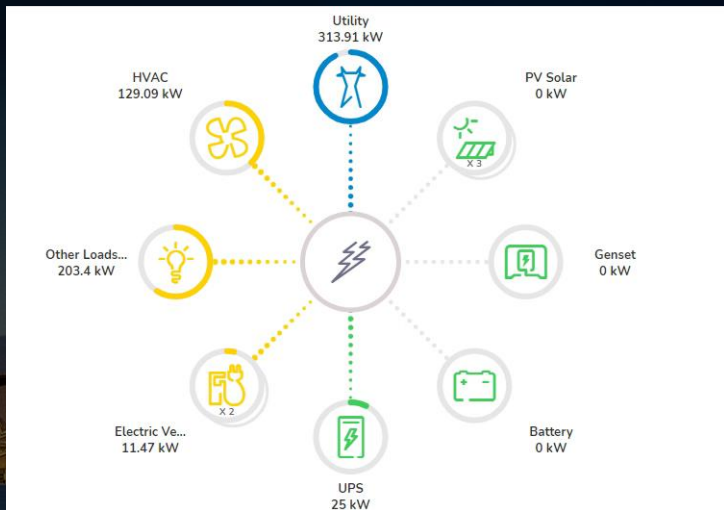 Utility
313.91 kW
HVAC
129.09 kW
PV Solar
0 kW
X 3
Other Loads...
203.4 kW
Genset
0 kW
X 2
Electric Ve...
11.47 kW
Battery
0 kW
UPS
25 kW